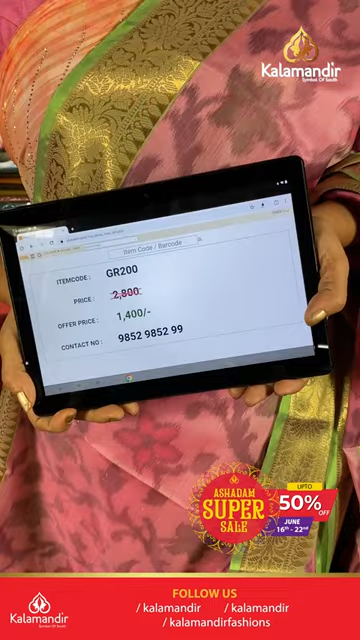 Kalamandir
Symbol Of South
Item Code / Barcode
ITEMCODE : GR200
PRICE : 2,800
OFFER PRICE : 1,400/-
CONTACT NO : 9852 9852 99
ASHADAM
SUPER
SALE
UPTO
50% OFF
JUNE
16th - 22nd
FOLLOW US
/ kalamandir / kalamandir
/ kalamandirfashions
Kalamandir
Symbol Of South